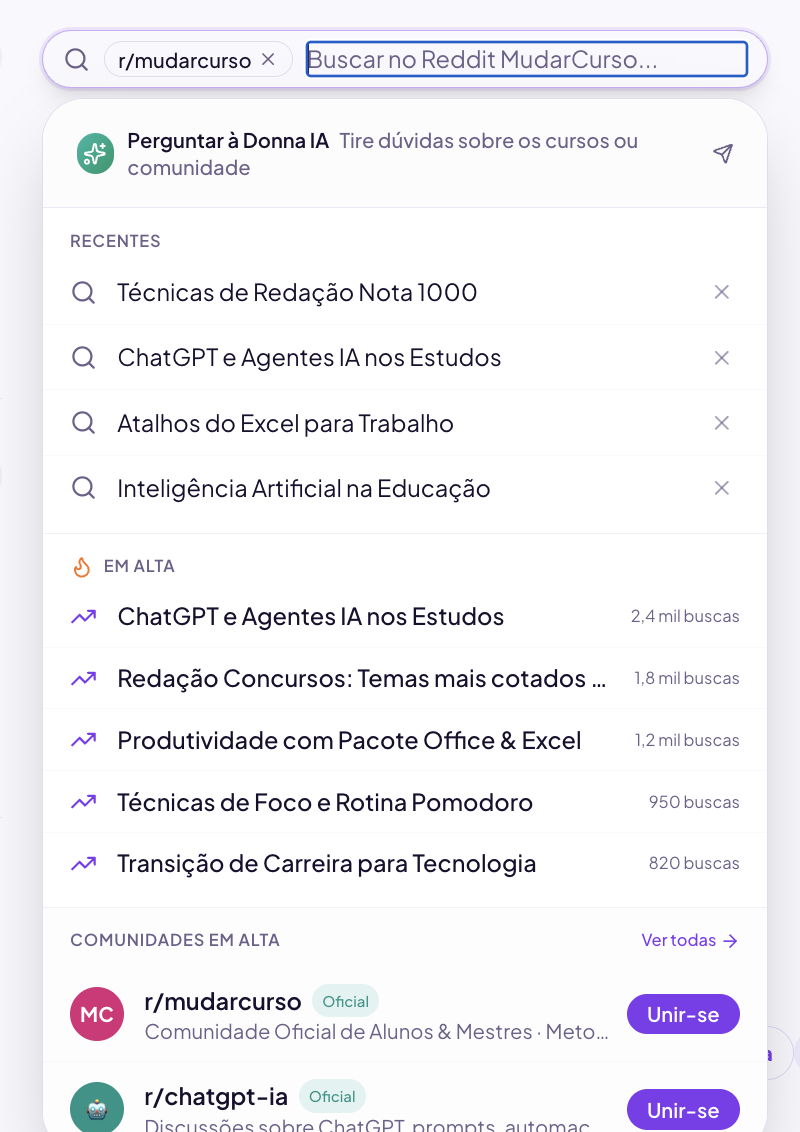 r/mudarcurso
Buscar no Reddit MudarCurso...
Perguntar à Donna IA Tire dúvidas sobre os cursos ou
comunidade
RECENTES
Técnicas de Redação Nota 1000
ChatGPT e Agentes IA nos Estudos
Atalhos do Excel para Trabalho
Inteligência Artificial na Educação
EM ALTA
ChatGPT e Agentes IA nos Estudos 2,4 mil buscas
Redação Concursos: Temas mais cotados ... 1,8 mil buscas
Produtividade com Pacote Office & Excel 1,2 mil buscas
Técnicas de Foco e Rotina Pomodoro 950 buscas
Transição de Carreira para Tecnologia 820 buscas
COMUNIDADES EM ALTA Ver todas →
MC r/mudarcurso Oficial Unir-se
Comunidade Oficial de Alunos & Mestres · Meto...
r/chatgpt-ia Oficial Unir-se
Discussões sobre ChatGPT, prompts, automaç